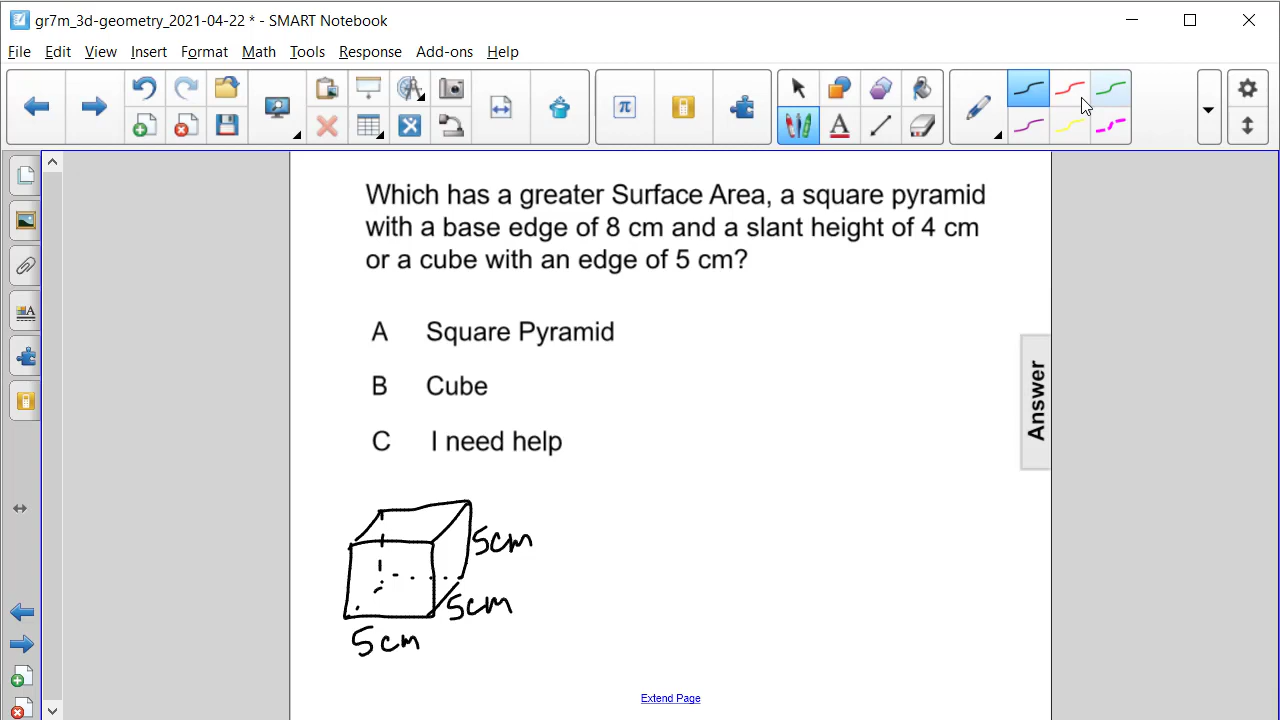 gr7m_3d-geometry_2021-04-22 * - SMART Notebook
File Edit View Insert Format Math Tools Response Add-ons Help
Which has a greater Surface Area, a square pyramid
with a base edge of 8 cm and a slant height of 4 cm
or a cube with an edge of 5 cm?
A Square Pyramid
B Cube
C I need help
Answer
5cm
5cm
5cm
Extend Page